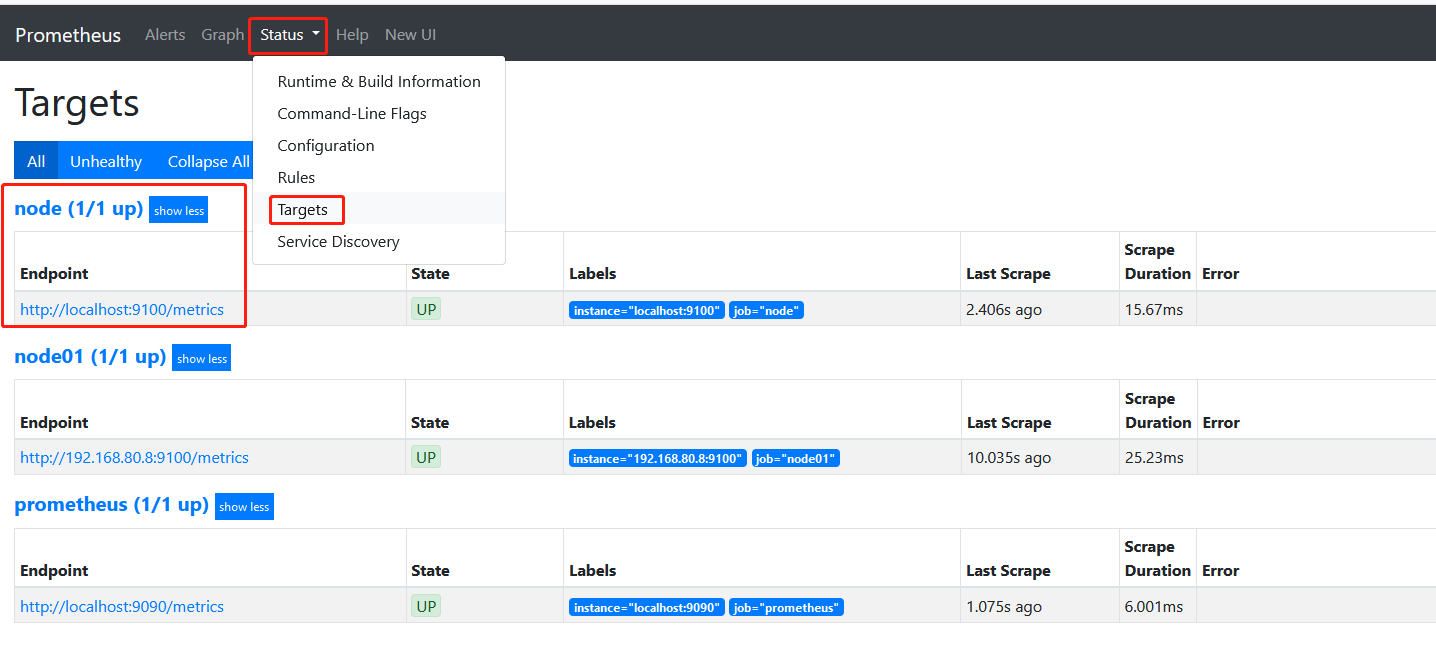 Prometheus Alerts Graph Status Help New UI
Runtime & Build Information
Command-Line Flags
Configuration
Rules
Targets
Service Discovery
Targets
All Unhealthy Collapse All
node (1/1 up) show less
Endpoint State Labels Last Scrape Scrape Duration Error
http://localhost:9100/metrics UP instance="localhost:9100" job="node" 2.406s ago 15.67ms
node01 (1/1 up) show less
Endpoint State Labels Last Scrape Scrape Duration Error
http://192.168.80.8:9100/metrics UP instance="192.168.80.8:9100" job="node01" 10.035s ago 25.23ms
prometheus (1/1 up) show less
Endpoint State Labels Last Scrape Scrape Duration Error
http://localhost:9090/metrics UP instance="localhost:9090" job="prometheus" 1.075s ago 6.001ms